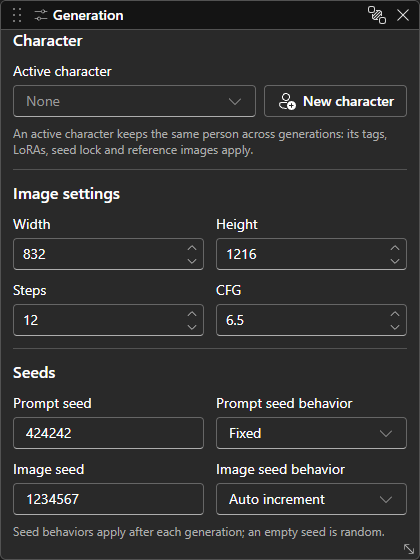 Generation
Character
Active character
None
New character
An active character keeps the same person across generations: its tags,
LoRAs, seed lock and reference images apply.
Image settings
Width Height
832 1216
Steps CFG
12 6.5
Seeds
Prompt seed Prompt seed behavior
424242 Fixed
Image seed Image seed behavior
1234567 Auto increment
Seed behaviors apply after each generation; an empty seed is random.